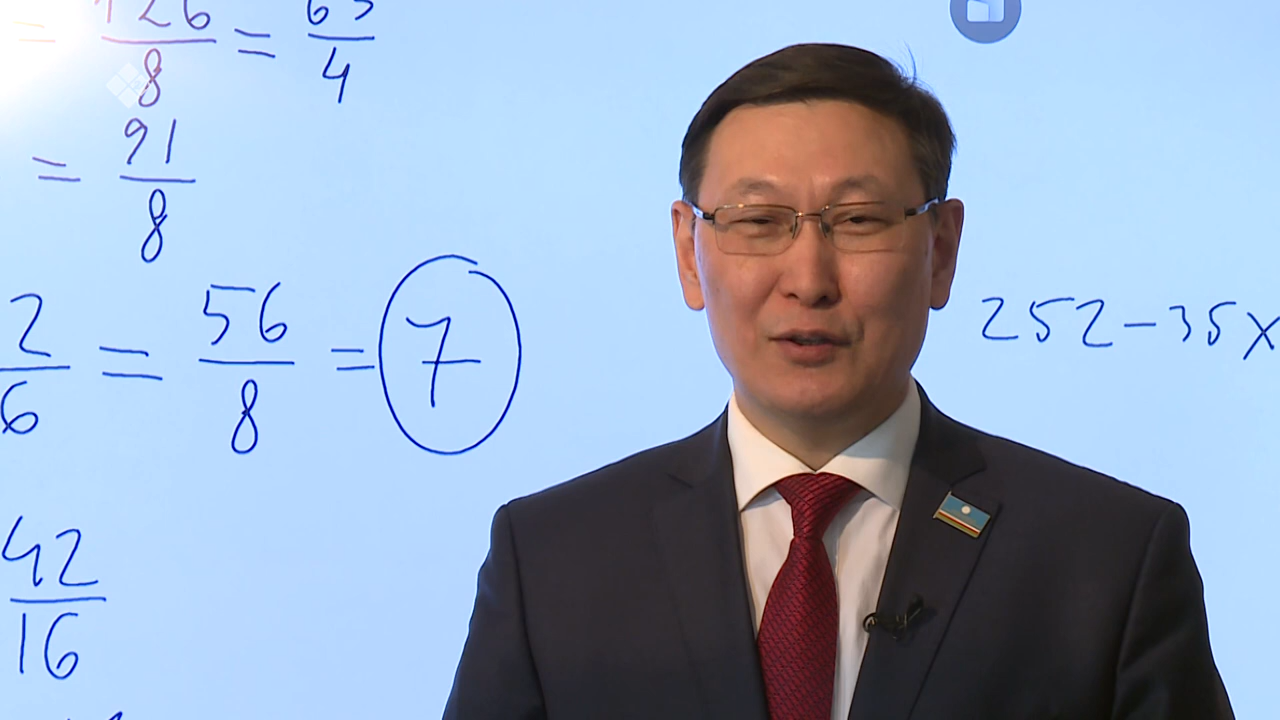 = 126/8 = 63/4
= 91/8
2/6 = 56/8 = 7
252-35x
42/16